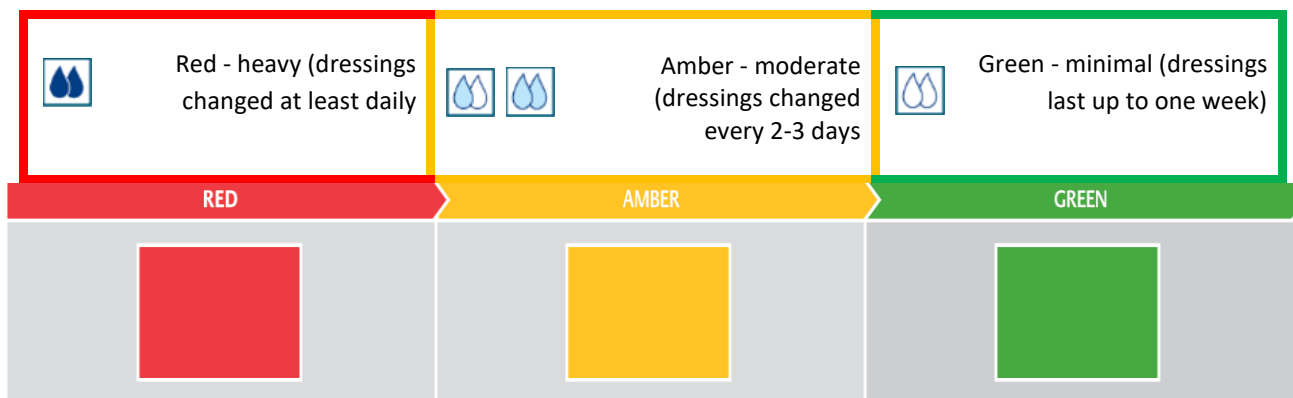 Red - heavy (dressings
changed at least daily
Amber - moderate
(dressings changed
every 2-3 days
Green - minimal (dressings
last up to one week)
RED
AMBER
GREEN